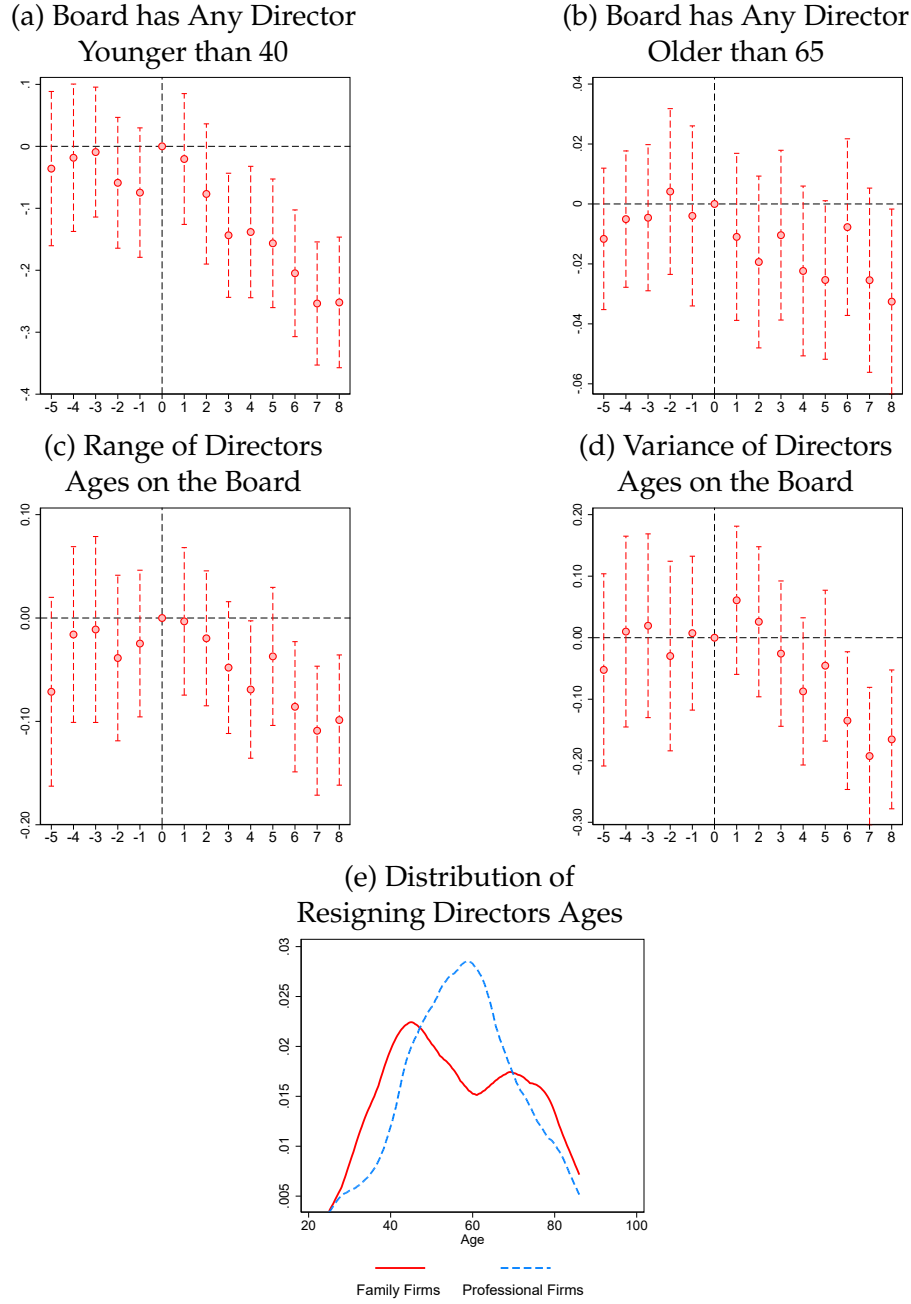 (a) Board has Any Director
Younger than 40
.1
0
-.1
-.2
-.3
-.4
-5 -4 -3 -2 -1 0 1 2 3 4 5 6 7 8
(b) Board has Any Director
Older than 65
.04
.02
0
-.02
-.04
-.06
-5 -4 -3 -2 -1 0 1 2 3 4 5 6 7 8
(c) Range of Directors
Ages on the Board
0.10
0.00
-0.10
-0.20
-5 -4 -3 -2 -1 0 1 2 3 4 5 6 7 8
(d) Variance of Directors
Ages on the Board
0.20
0.10
0.00
-0.10
-0.20
-0.30
-5 -4 -3 -2 -1 0 1 2 3 4 5 6 7 8
(e) Distribution of
Resigning Directors Ages
.03
.025
.02
.015
.01
.005
20 40 60 80 100
Age
Family Firms Professional Firms